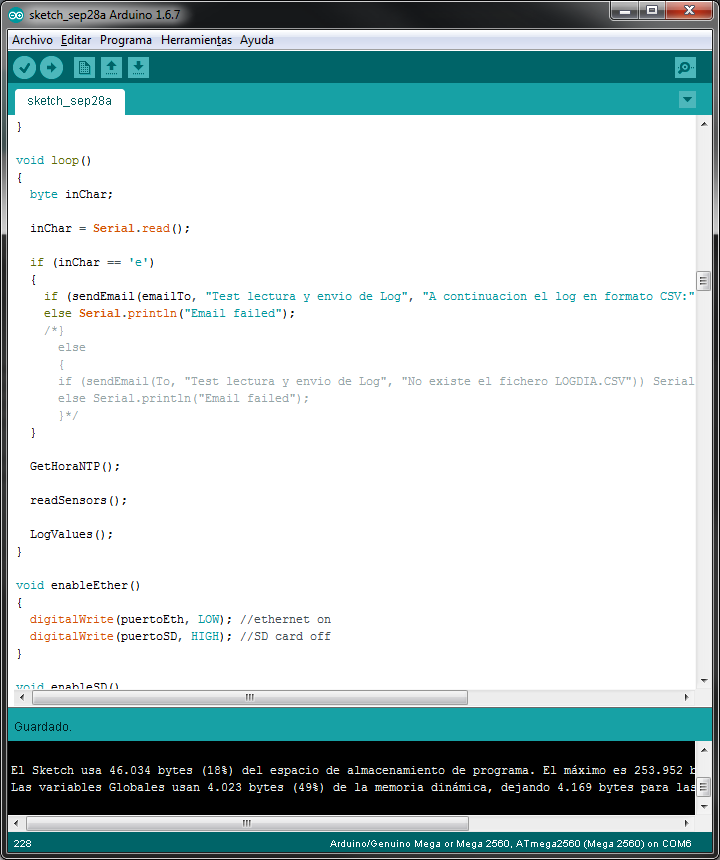 sketch_sep28a Arduino 1.6.7
Archivo Editar Programa Herramientas Ayuda
sketch_sep28a
}
void loop()
{
byte inChar;
inChar = Serial.read();
if (inChar == 'e')
{
if (sendEmail(emailTo, "Test lectura y envio de Log", "A continuacion el log en formato CSV:"
else Serial.println("Email failed");
/*}
else
{
if (sendEmail(To, "Test lectura y envio de Log", "No existe el fichero LOGDIA.CSV")) Serial
else Serial.println("Email failed");
}*/
}
GetHoraNTP();
readSensors();
LogValues();
}
void enableEther()
{
digitalWrite(puertoEth, LOW); //ethernet on
digitalWrite(puertoSD, HIGH); //SD card off
}
void enableSD()
Guardado.
El Sketch usa 46.034 bytes (18%) del espacio de almacenamiento de programa. El máximo es 253.952 b
Las variables Globales usan 4.023 bytes (49%) de la memoria dinámica, dejando 4.169 bytes para las
228 Arduino/Genuino Mega or Mega 2560, ATmega2560 (Mega 2560) on COM6